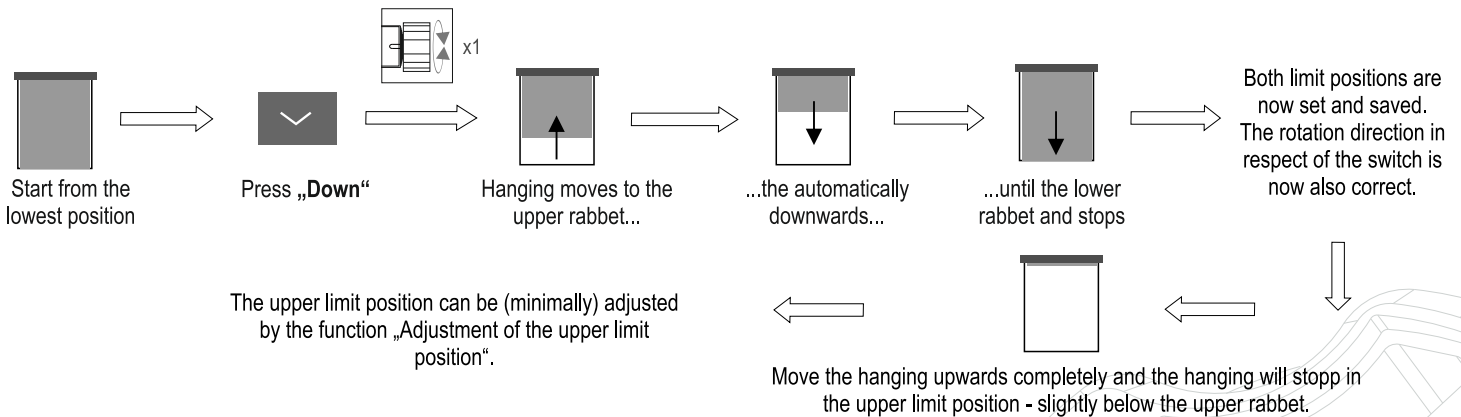 x1
Start from the
lowest position
Press „Down“
Hanging moves to the
upper rabbet...
...the automatically
downwards...
...until the lower
rabbet and stops
Both limit positions are
now set and saved.
The rotation direction in
respect of the switch is
now also correct.
Move the hanging upwards completely and the hanging will stopp in
the upper limit position - slightly below the upper rabbet.
The upper limit position can be (minimally) adjusted
by the function „Adjustment of the upper limit
position“.